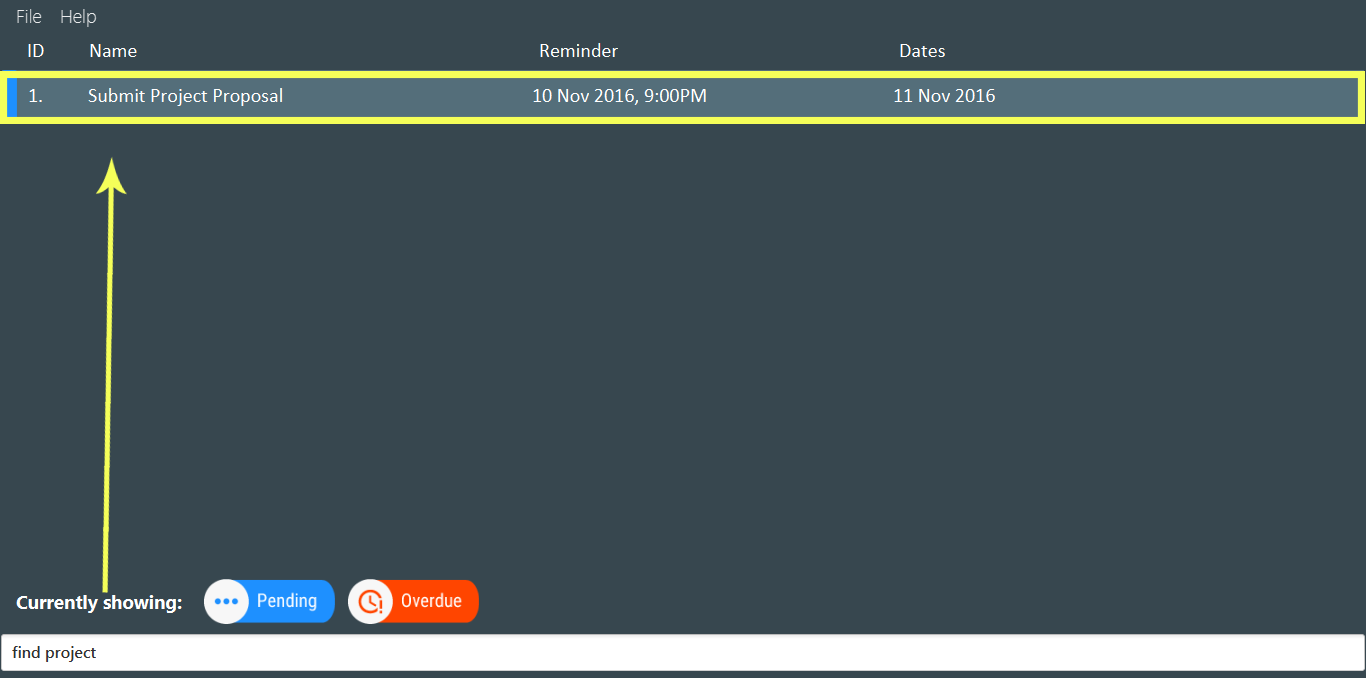 File Help
ID Name Reminder Dates
1. Submit Project Proposal 10 Nov 2016, 9:00PM 11 Nov 2016
Currently showing: Pending Overdue
find project